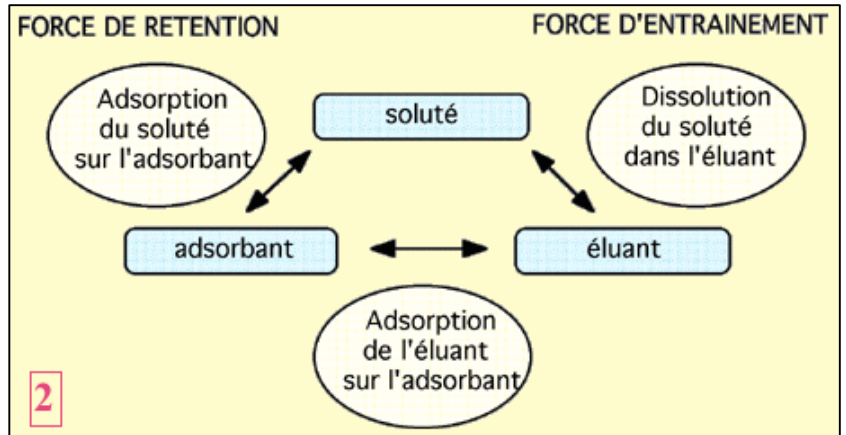 FORCE DE RETENTION
FORCE D'ENTRAINEMENT
Adsorption
du soluté
sur l'adsorbant
soluté
Dissolution
du soluté
dans l'éluant
adsorbant
éluant
Adsorption
de l'éluant
sur l'adsorbant
2